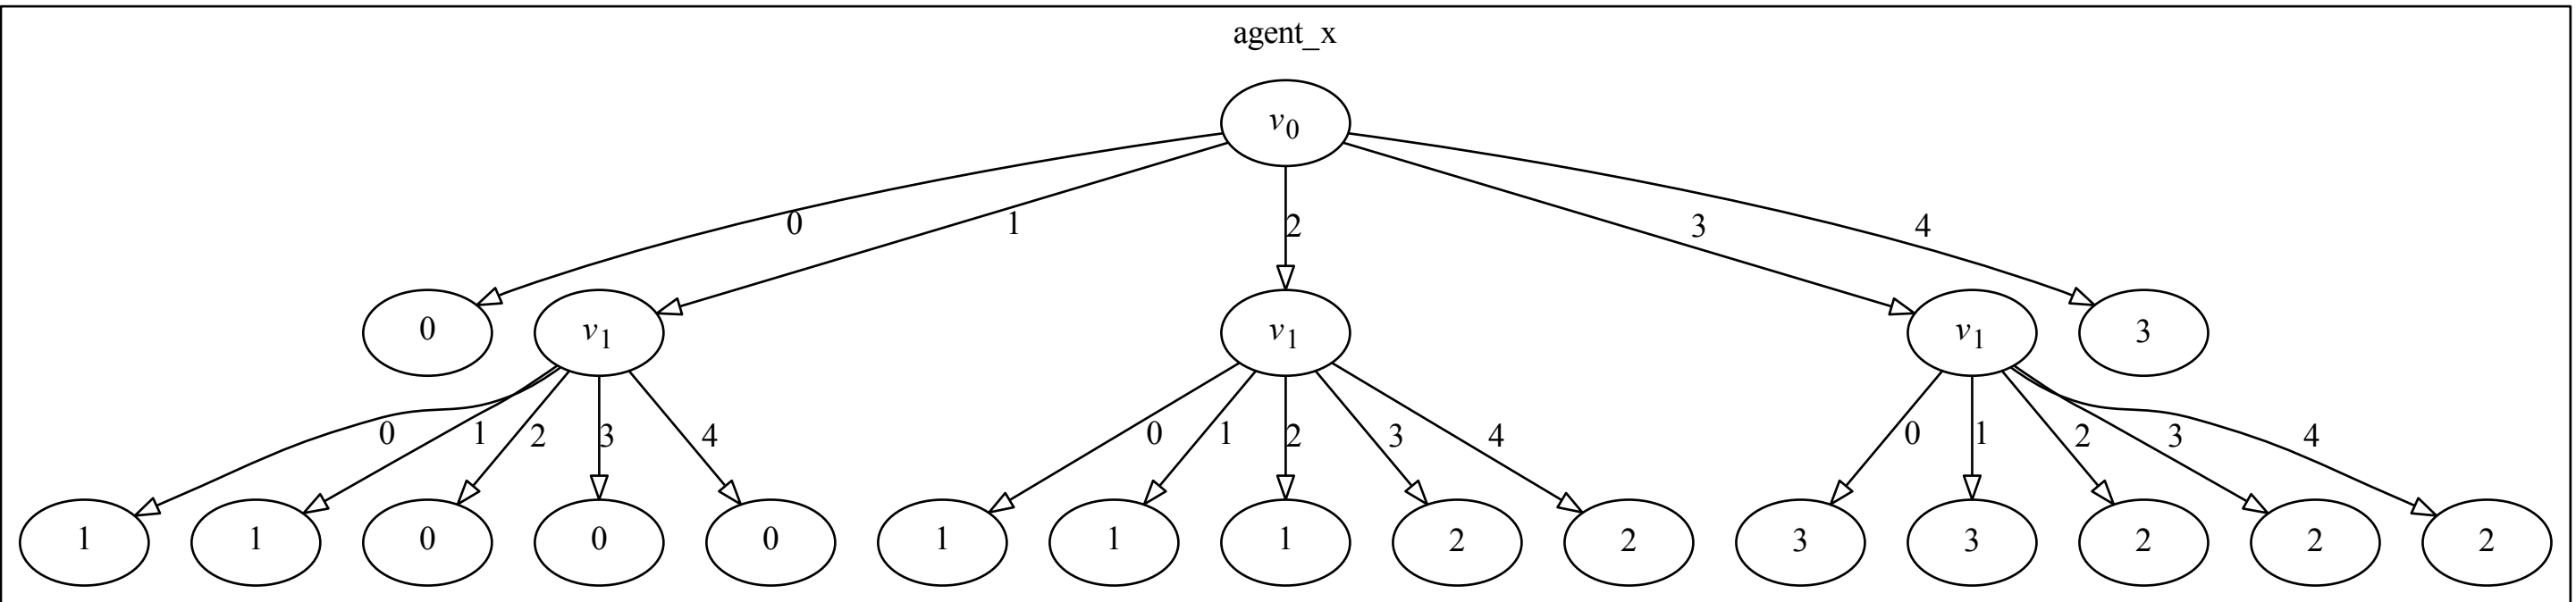 agent_x
v0
0 1 2 3 4
0 v1 v1 v1 3
0 1 2 3 4 0 1 2 3 4 0 1 2 3 4
1 1 0 0 0 1 1 1 2 2 3 3 2 2 2